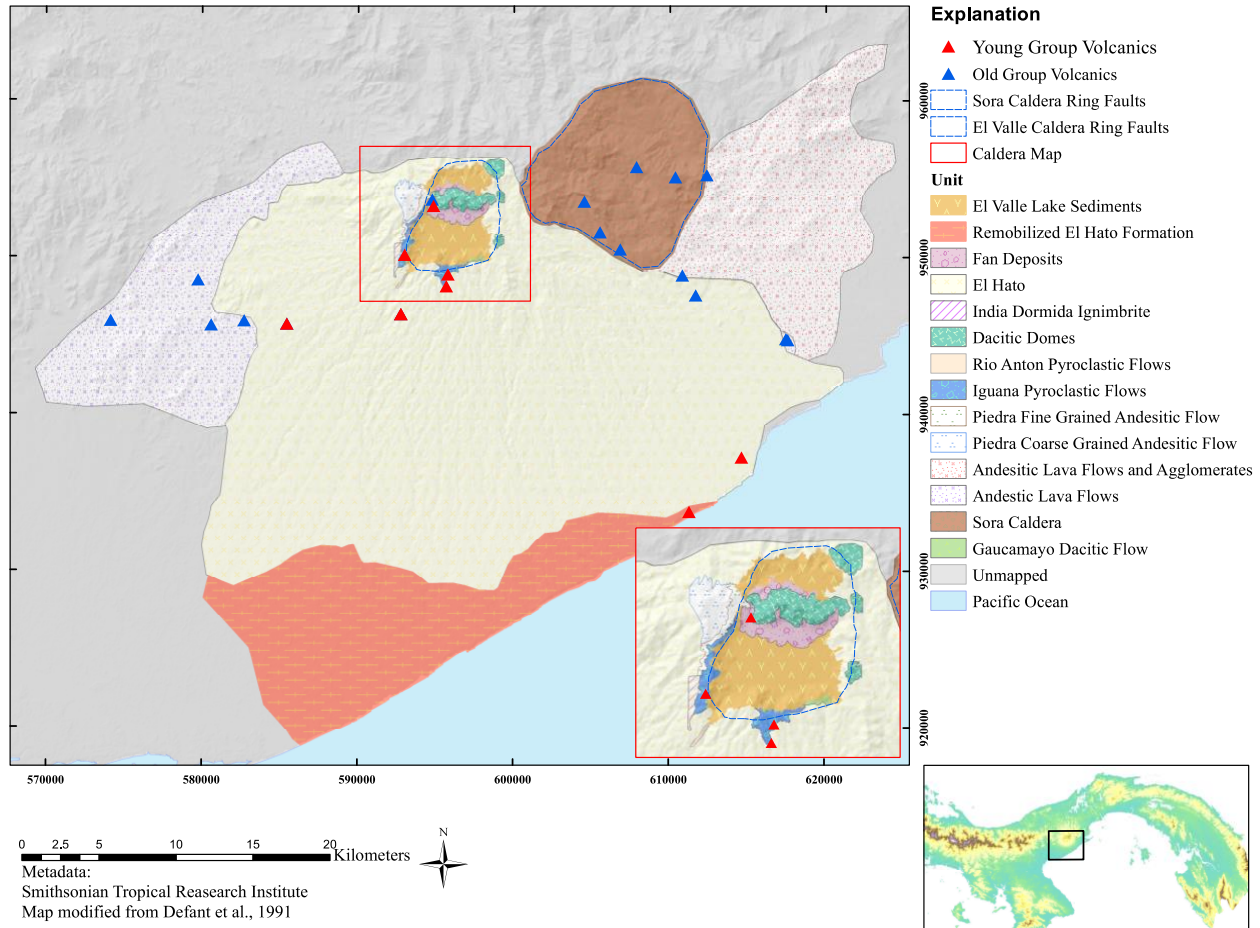 Explanation
Young Group Volcanics
Old Group Volcanics
Sora Caldera Ring Faults
El Valle Caldera Ring Faults
Caldera Map
Unit
El Valle Lake Sediments
Remobilized El Hato Formation
Fan Deposits
El Hato
India Dormida Ignimbrite
Dacitic Domes
Rio Anton Pyroclastic Flows
Iguana Pyroclastic Flows
Piedra Fine Grained Andesitic Flow
Piedra Coarse Grained Andesitic Flow
Andesitic Lava Flows and Agglomerates
Andestic Lava Flows
Sora Caldera
Gaucamayo Dacitic Flow
Unmapped
Pacific Ocean
960000
950000
940000
930000
920000
570000 580000 590000 600000 610000 620000
0 2.5 5 10 15 20 Kilometers
N
Metadata:
Smithsonian Tropical Reasearch Institute
Map modified from Defant et al., 1991